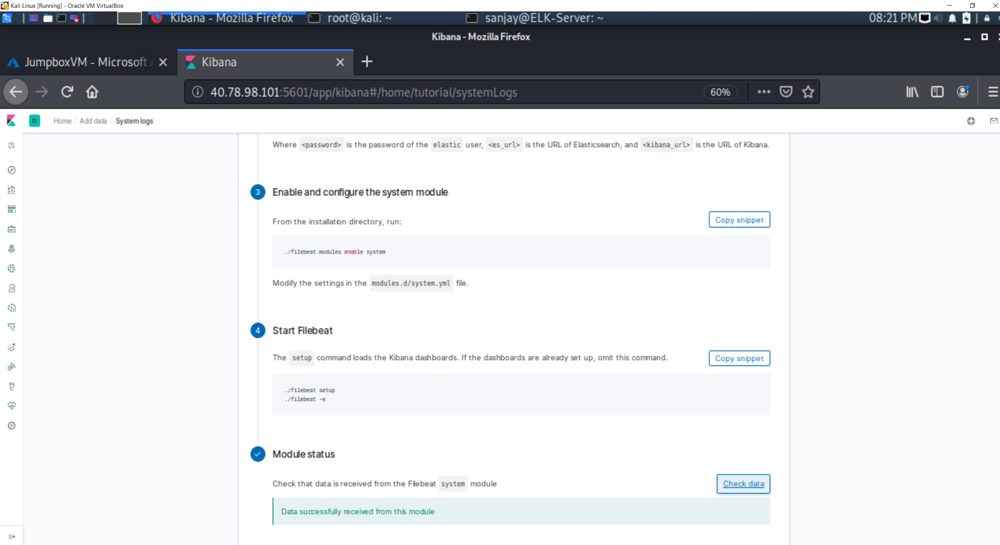 Kali Linux [Running] - Oracle VM VirtualBox
Kibana - Mozilla Firefox
root@kali: ~
sanjay@ELK-Server: ~
08:21 PM
Kibana - Mozilla Firefox
JumpboxVM - Microsoft
Kibana
40.78.98.101:5601/app/kibana#/home/tutorial/systemLogs
60%
D
Home / Add data / System logs
Where <password> is the password of the elastic user, <es_url> is the URL of Elasticsearch, and <kibana_url> is the URL of Kibana.
3
Enable and configure the system module
From the installation directory, run:
Copy snippet
./filebeat modules enable system
Modify the settings in the modules.d/system.yml file.
4
Start Filebeat
The setup command loads the Kibana dashboards. If the dashboards are already set up, omit this command.
Copy snippet
./filebeat setup
./filebeat -e
Module status
Check that data is received from the Filebeat system module
Check data
Data successfully received from this module